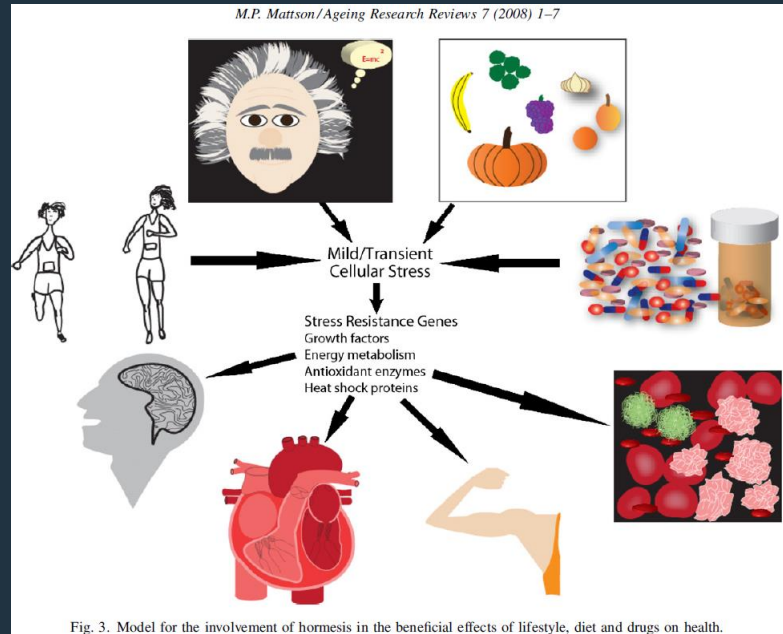 M.P. Mattson / Ageing Research Reviews 7 (2008) 1–7
E=mc²
Mild/Transient
Cellular Stress
Stress Resistance Genes
Growth factors
Energy metabolism
Antioxidant enzymes
Heat shock proteins
Fig. 3. Model for the involvement of hormesis in the beneficial effects of lifestyle, diet and drugs on health.